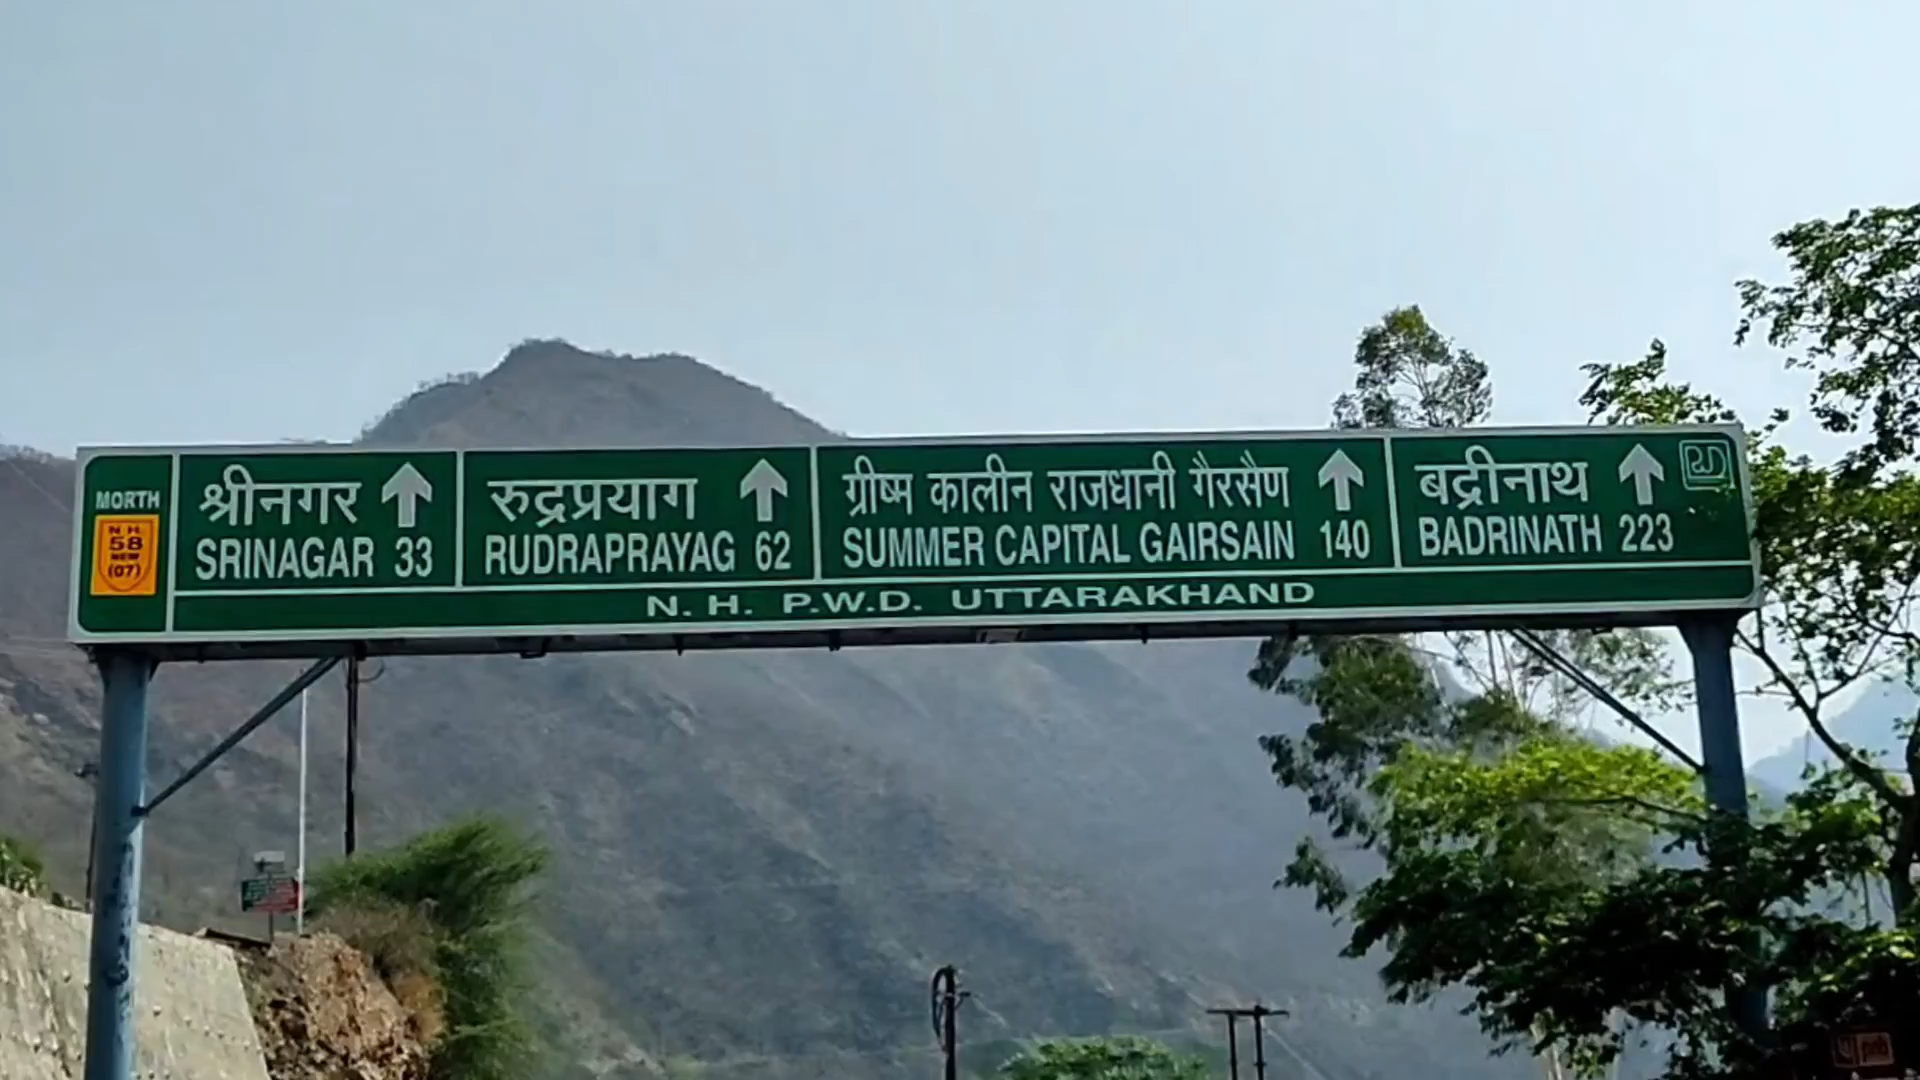 MORTH
N H
58
NEW
(07)
श्रीनगर
SRINAGAR 33
रुद्रप्रयाग
RUDRAPRAYAG 62
ग्रीष्म कालीन राजधानी गैरसैण
SUMMER CAPITAL GAIRSAIN 140
बद्रीनाथ
BADRINATH 223
N. H. P.W.D. UTTARAKHAND